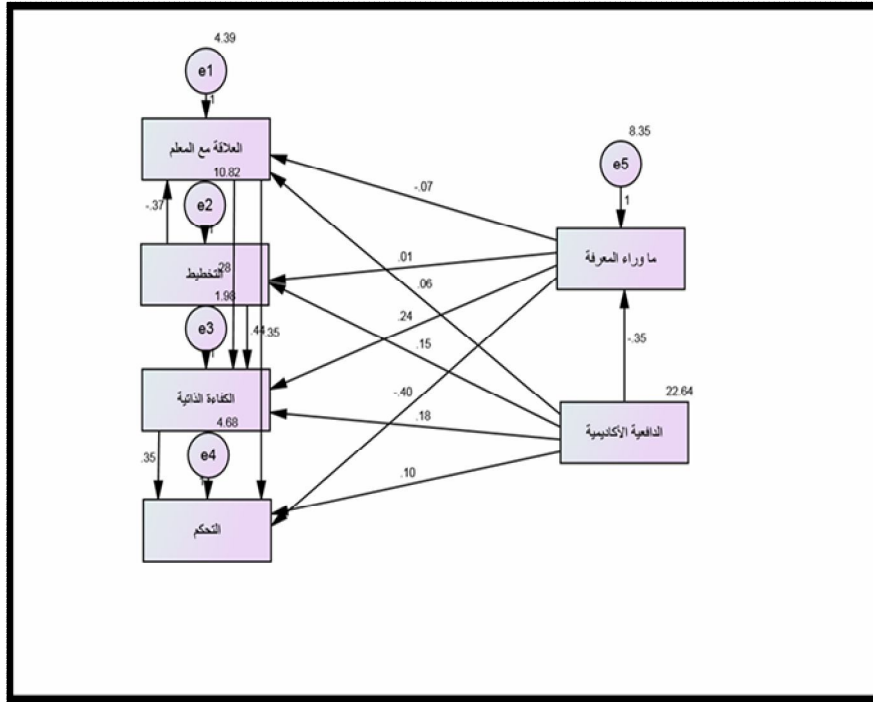 4.39
e1
1
العلاقة مع المعلم
10.82
e2
1
-.37
التخطيط
.28
1.98
e3
1
.44
.35
الكفاءة الذاتية
4.68
e4
1
.35
التحكم
-.07
.01
.06
.24
.15
-.40
.18
.10
8.35
e5
1
ما وراء المعرفة
-.35
22.64
الدافعية الأكاديمية